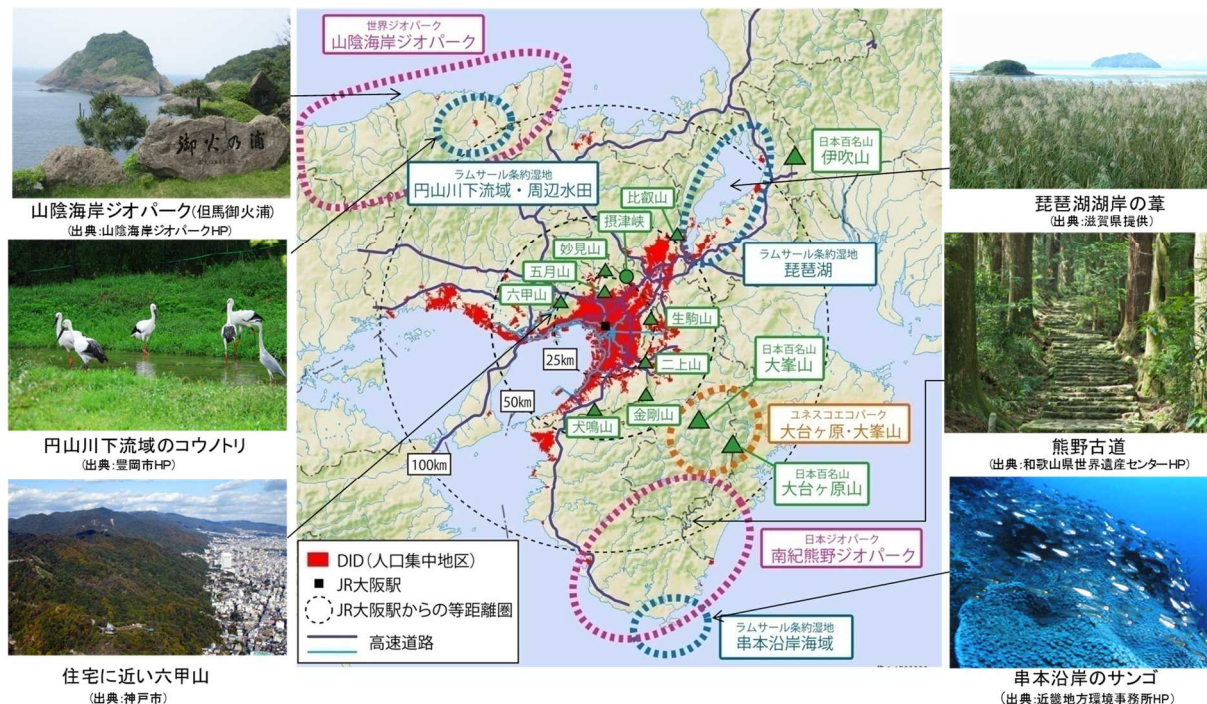 御火の浦
山陰海岸ジオパーク(但馬御火浦)
(出典:山陰海岸ジオパークHP)
円山川下流域のコウノトリ
(出典:豊岡市HP)
住宅に近い六甲山
(出典:神戸市)
世界ジオパーク
山陰海岸ジオパーク
ラムサール条約湿地
円山川下流域・周辺水田
日本百名山
伊吹山
比叡山
摂津峡
妙見山
五月山
六甲山
ラムサール条約湿地
琵琶湖
生駒山
二上山
日本百名山
大峯山
25km
50km
100km
犬鳴山
金剛山
ユネスコエコパーク
大台ヶ原・大峯山
日本百名山
大台ヶ原山
日本ジオパーク
南紀熊野ジオパーク
ラムサール条約湿地
串本沿岸海域
DID(人口集中地区)
JR大阪駅
JR大阪駅からの等距離圏
高速道路
琵琶湖湖岸の葦
(出典:滋賀県提供)
熊野古道
(出典:和歌山県世界遺産センターHP)
串本沿岸のサンゴ
(出典:近畿地方環境事務所HP)